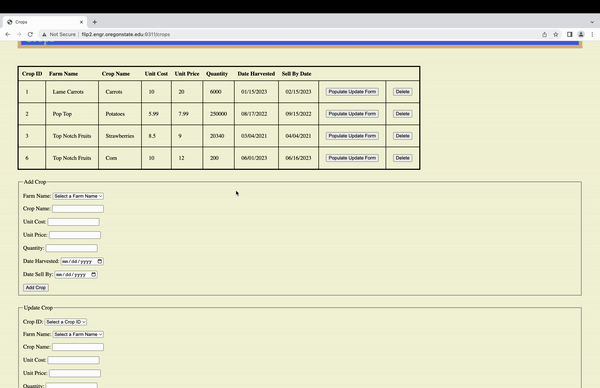 Crops
Not Secure flip2.engr.oregonstate.edu:9311/crops
Crop ID Farm Name Crop Name Unit Cost Unit Price Quantity Date Harvested Sell By Date
1 Lame Carrots Carrots 10 20 6000 01/15/2023 02/15/2023 Populate Update Form Delete
2 Pop Top Potatoes 5.99 7.99 250000 08/17/2022 09/15/2022 Populate Update Form Delete
3 Top Notch Fruits Strawberries 8.5 9 20340 03/04/2021 04/04/2021 Populate Update Form Delete
6 Top Notch Fruits Corn 10 12 200 06/01/2023 06/16/2023 Populate Update Form Delete
Add Crop
Farm Name: Select a Farm Name
Crop Name:
Unit Cost:
Unit Price:
Quantity:
Date Harvested: mm/dd/yyyy
Date Sell By: mm/dd/yyyy
Add Crop
Update Crop
Crop ID: Select a Crop ID
Farm Name: Select a Farm Name
Crop Name:
Unit Cost:
Unit Price:
Quantity: